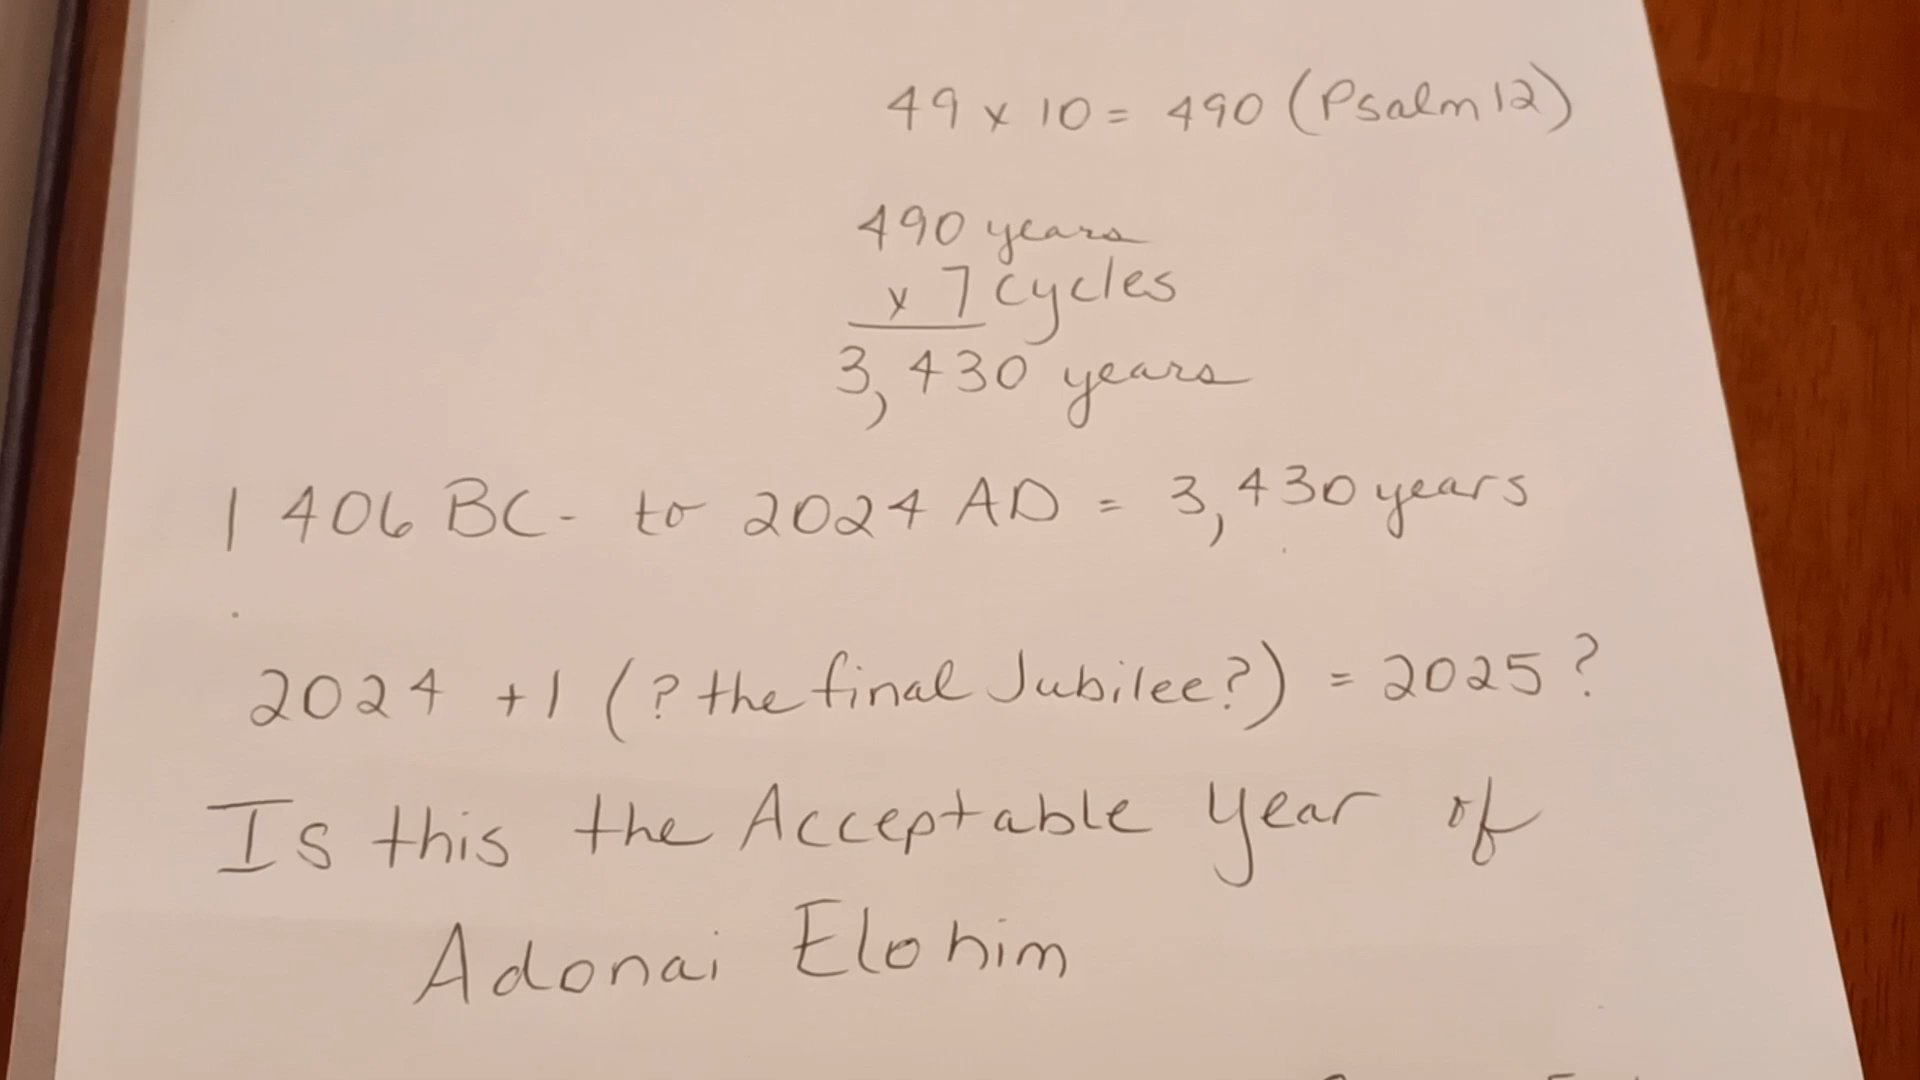 49 x 10 = 490 (Psalm 12)
490 years
x 7 cycles
3,430 years
1406 BC - to 2024 AD = 3,430 years
2024 +1 (? the final Jubilee?) = 2025?
Is this the Acceptable Year of
Adonai Elohim